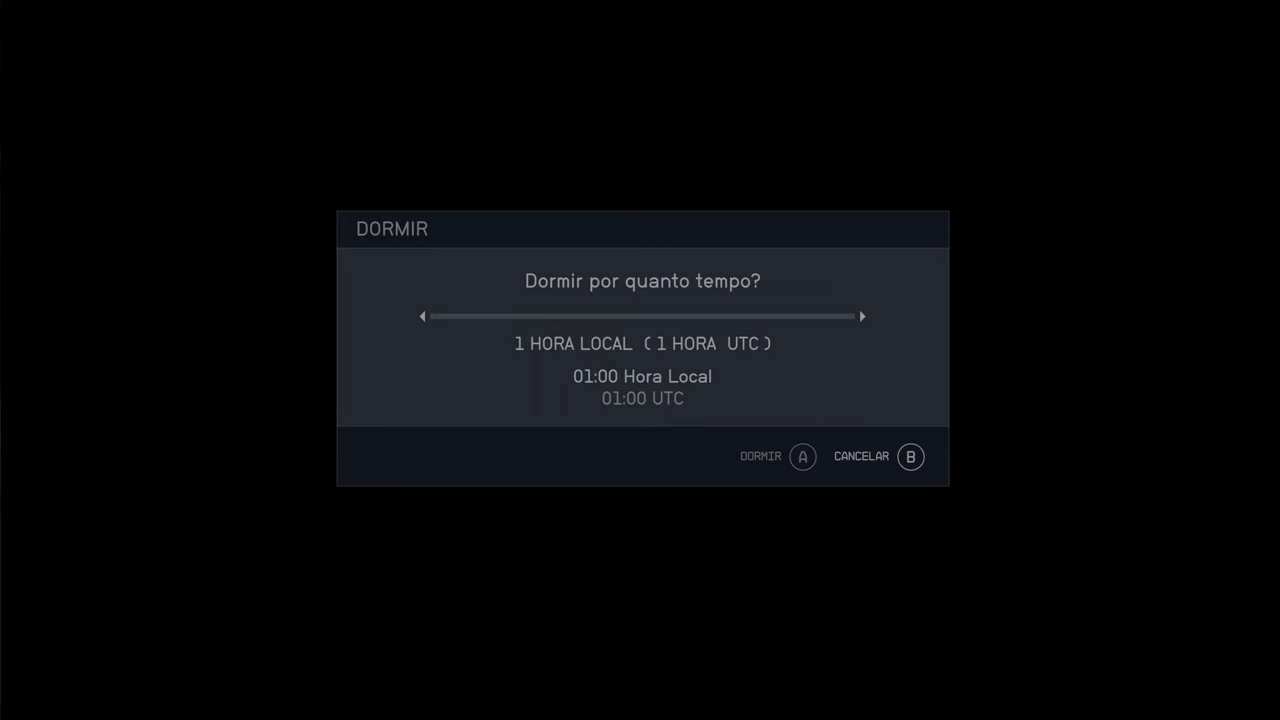 DORMIR
Dormir por quanto tempo?
1 HORA LOCAL ( 1 HORA UTC )
01:00 Hora Local
01:00 UTC
DORMIR A CANCELAR B